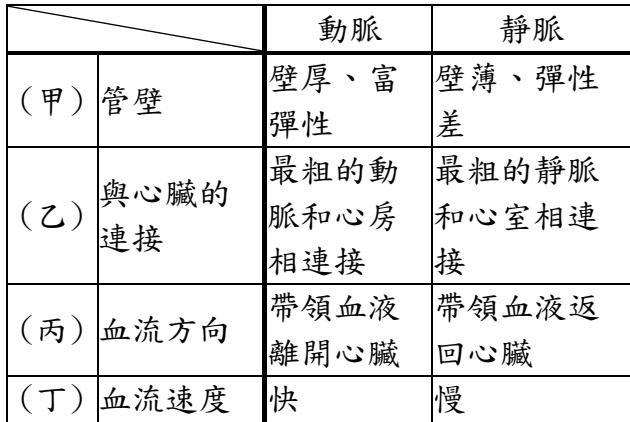 動脈 靜脈
（甲） 管壁 壁厚、富彈性 壁薄、彈性差
（乙） 與心臟的連接 最粗的動脈和心房相連接 最粗的靜脈和心室相連接
（丙） 血流方向 帶領血液離開心臟 帶領血液返回心臟
（丁） 血流速度 快 慢